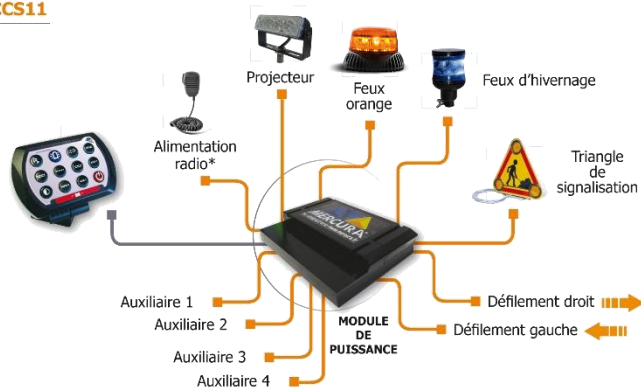 ECS11
Projecteur
Feux
orange
Feux d'hivernage
Alimentation
radio*
Triangle
de
signalisation
MERCURA
Auxiliaire 1
Auxiliaire 2
Auxiliaire 3
Auxiliaire 4
MODULE
DE
PUISSANCE
Défilement droit
Défilement gauche